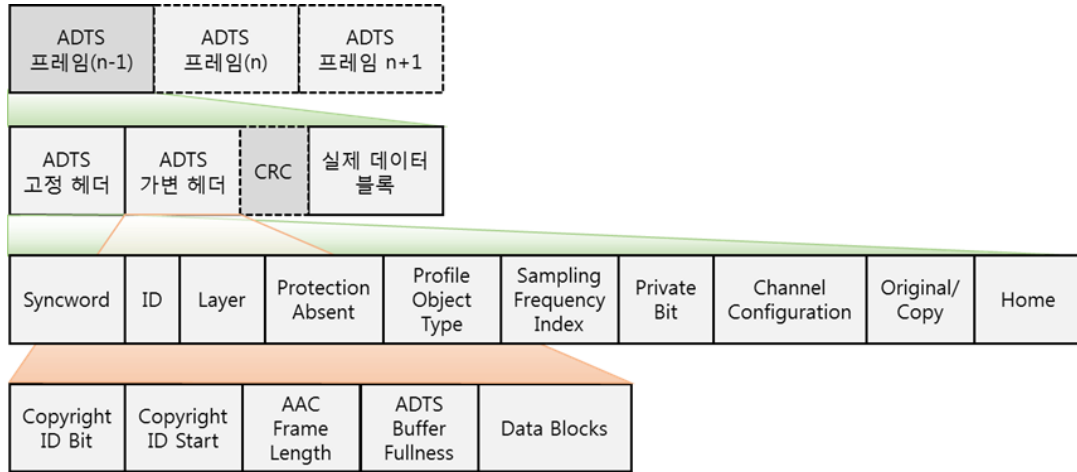 ADTS
프레임(n-1)
ADTS
프레임(n)
ADTS
프레임 n+1
ADTS
고정 헤더
ADTS
가변 헤더
CRC
실제 데이터
블록
Syncword
ID
Layer
Protection
Absent
Profile
Object
Type
Sampling
Frequency
Index
Private
Bit
Channel
Configuration
Original/
Copy
Home
Copyright
ID Bit
Copyright
ID Start
AAC
Frame
Length
ADTS
Buffer
Fullness
Data Blocks